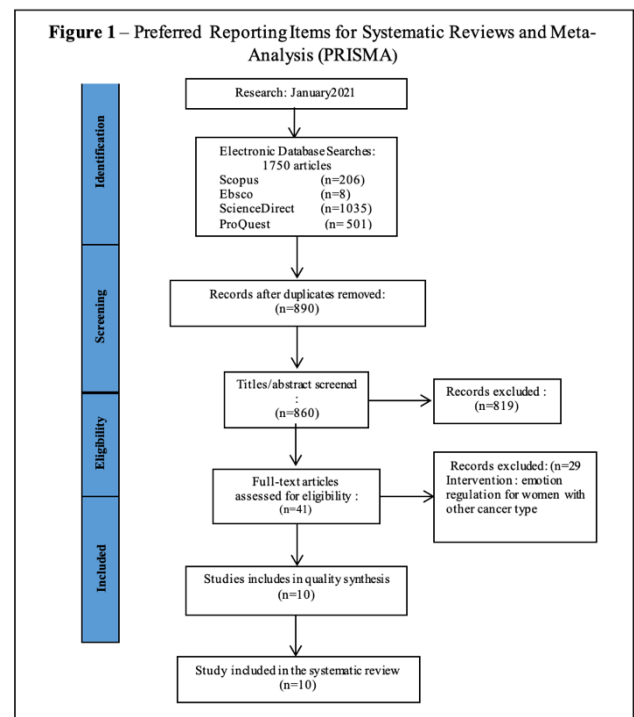 Figure 1 – Preferred Reporting Items for Systematic Reviews and Meta-
Analysis (PRISMA)
Research: January2021
Identification
Electronic Database Searches:
1750 articles
Scopus (n=206)
Ebsco (n=8)
ScienceDirect (n=1035)
ProQuest (n= 501)
Screening
Records after duplicates removed:
(n=890)
Titles/abstract screened
:
(n=860)
Records excluded :
(n=819)
Eligibility
Full-text articles
assessed for eligibility :
(n=41)
Records excluded: (n=29
Intervention : emotion
regulation for women with
other cancer type
Included
Studies includes in quality synthesis
(n=10)
Study included in the systematic review
(n=10)